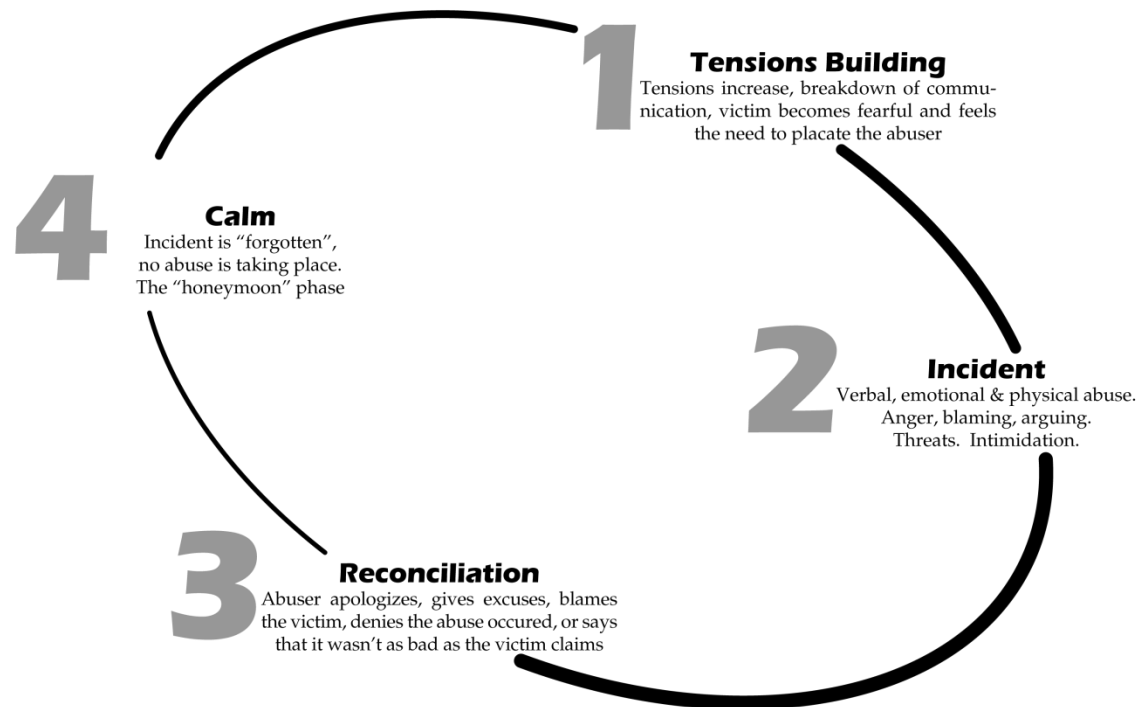 1
Tensions Building
Tensions increase, breakdown of commu-
nication, victim becomes fearful and feels
the need to placate the abuser
2
Incident
Verbal, emotional & physical abuse.
Anger, blaming, arguing.
Threats. Intimidation.
3
Reconciliation
Abuser apologizes, gives excuses, blames
the victim, denies the abuse occured, or says
that it wasn't as bad as the victim claims
4
Calm
Incident is “forgotten”,
no abuse is taking place.
The “honeymoon” phase